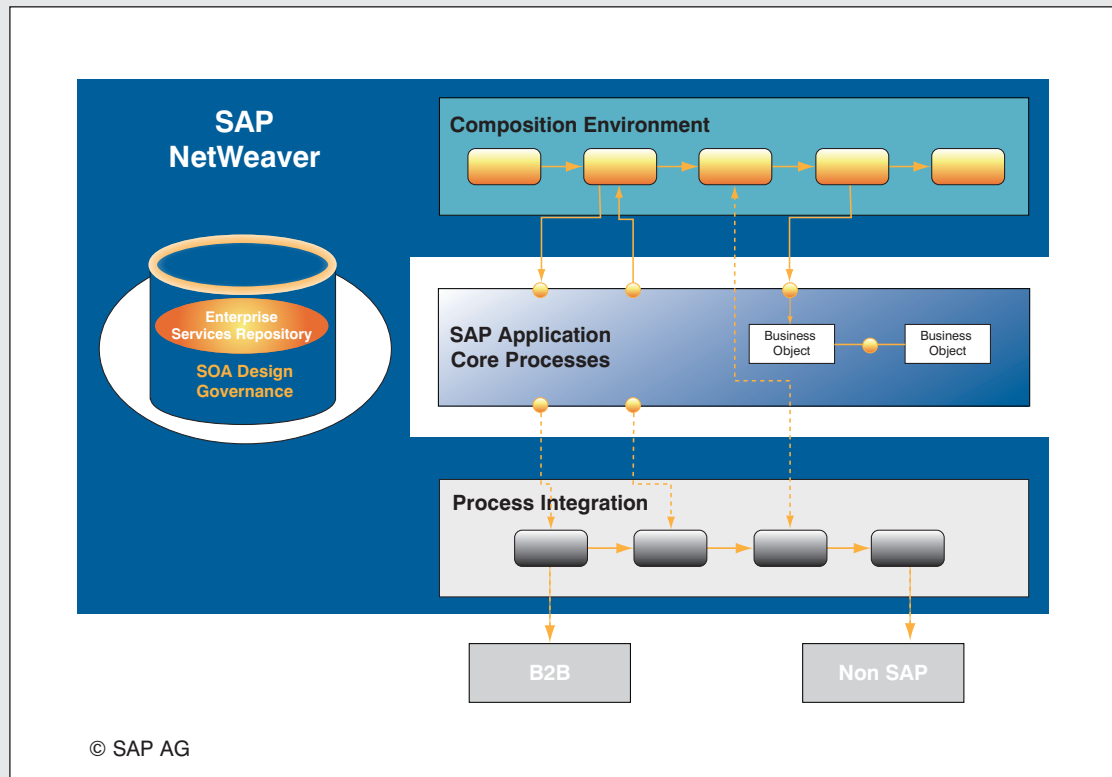 SAP
NetWeaver
Composition Environment
Enterprise
Services Repository
SOA Design
Governance
SAP Application
Core Processes
Business
Object
Business
Object
Process Integration
B2B
Non SAP
© SAP AG